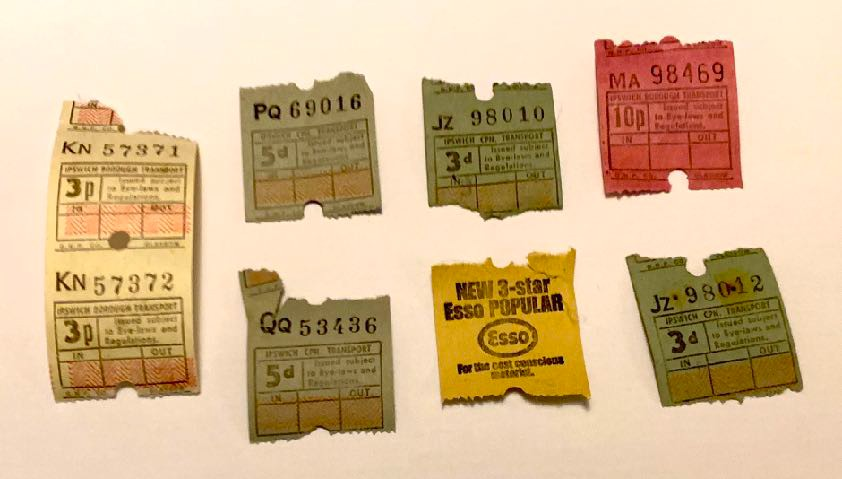 IN
KN 57371
IPSWICH BOROUGH TRANSPORT
3p
Issued subject
to Bye-laws and
Regulations.
IN OUT
KN 57372
IPSWICH BOROUGH TRANSPORT
3p
Issued subject
to Bye-laws and
Regulations.
IN OUT
PQ 69016
IPSWICH CPN. TRANSPORT
5d
Issued subject
to Bye-laws and
Regulations.
IN OUT
QQ 53436
IPSWICH CPN. TRANSPORT
5d
Issued subject
to Bye-laws and
Regulations.
IN OUT
JZ 98010
IPSWICH CPN. TRANSPORT
3d
Issued subject
to Bye-laws and
Regulations.
IN OUT
NEW 3-star
Esso POPULAR
Esso
For the cost conscious
motorist.
MA 98469
IPSWICH BOROUGH TRANSPORT
10p
Issued subject
to Bye-laws and
Regulations.
IN OUT
JZ 98012
IPSWICH CPN. TRANSPORT
3d
Issued subject
to Bye-laws and
Regulations.
IN OUT